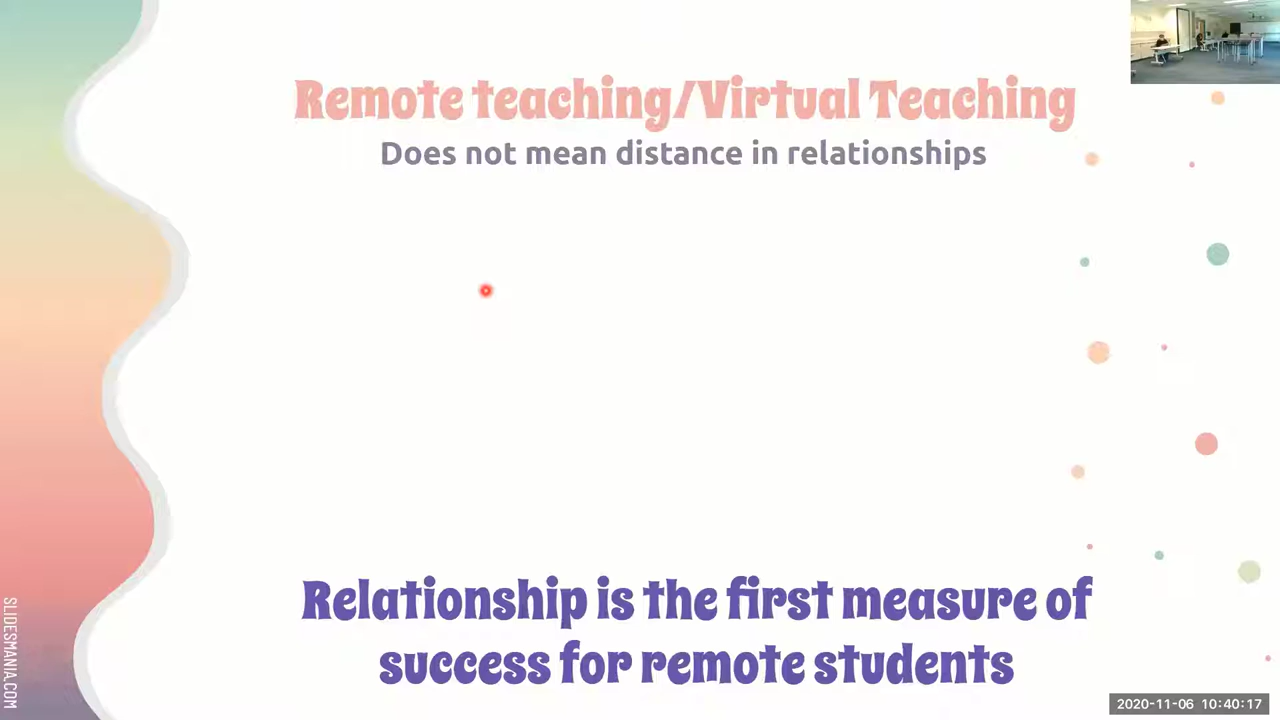 Remote teaching/Virtual Teaching
Does not mean distance in relationships
Relationship is the first measure of
success for remote students
SLIDESMANIA.COM
2020-11-06 10:40:17